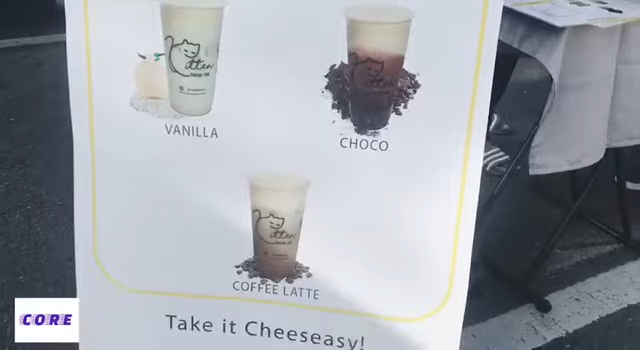 VANILLA
CHOCO
COFFEE LATTE
Take it Cheeseasy!
CORE